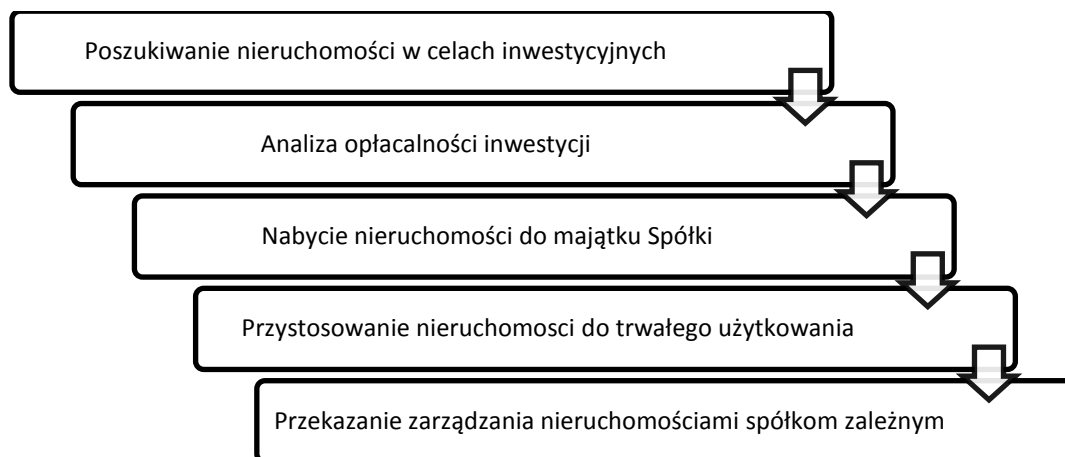 Poszukiwanie nieruchomości w celach inwestycyjnych
Analiza opłacalności inwestycji
Nabycie nieruchomości do majątku Spółki
Przystosowanie nieruchomosci do trwałego użytkowania
Przekazanie zarządzania nieruchomościami spółkom zależnym